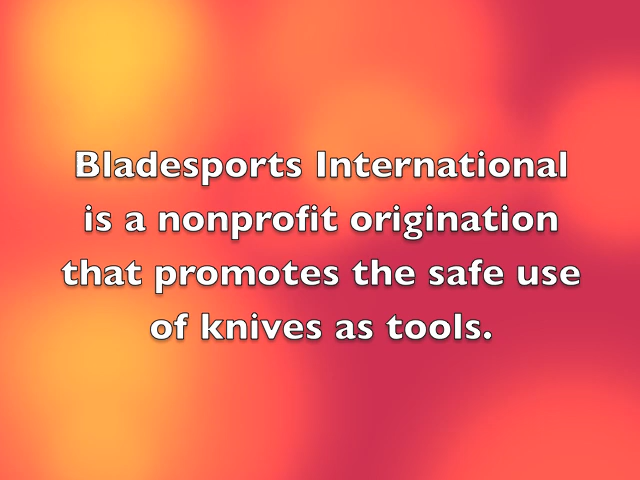 Bladesports International
is a nonprofit origination
that promotes the safe use
of knives as tools.